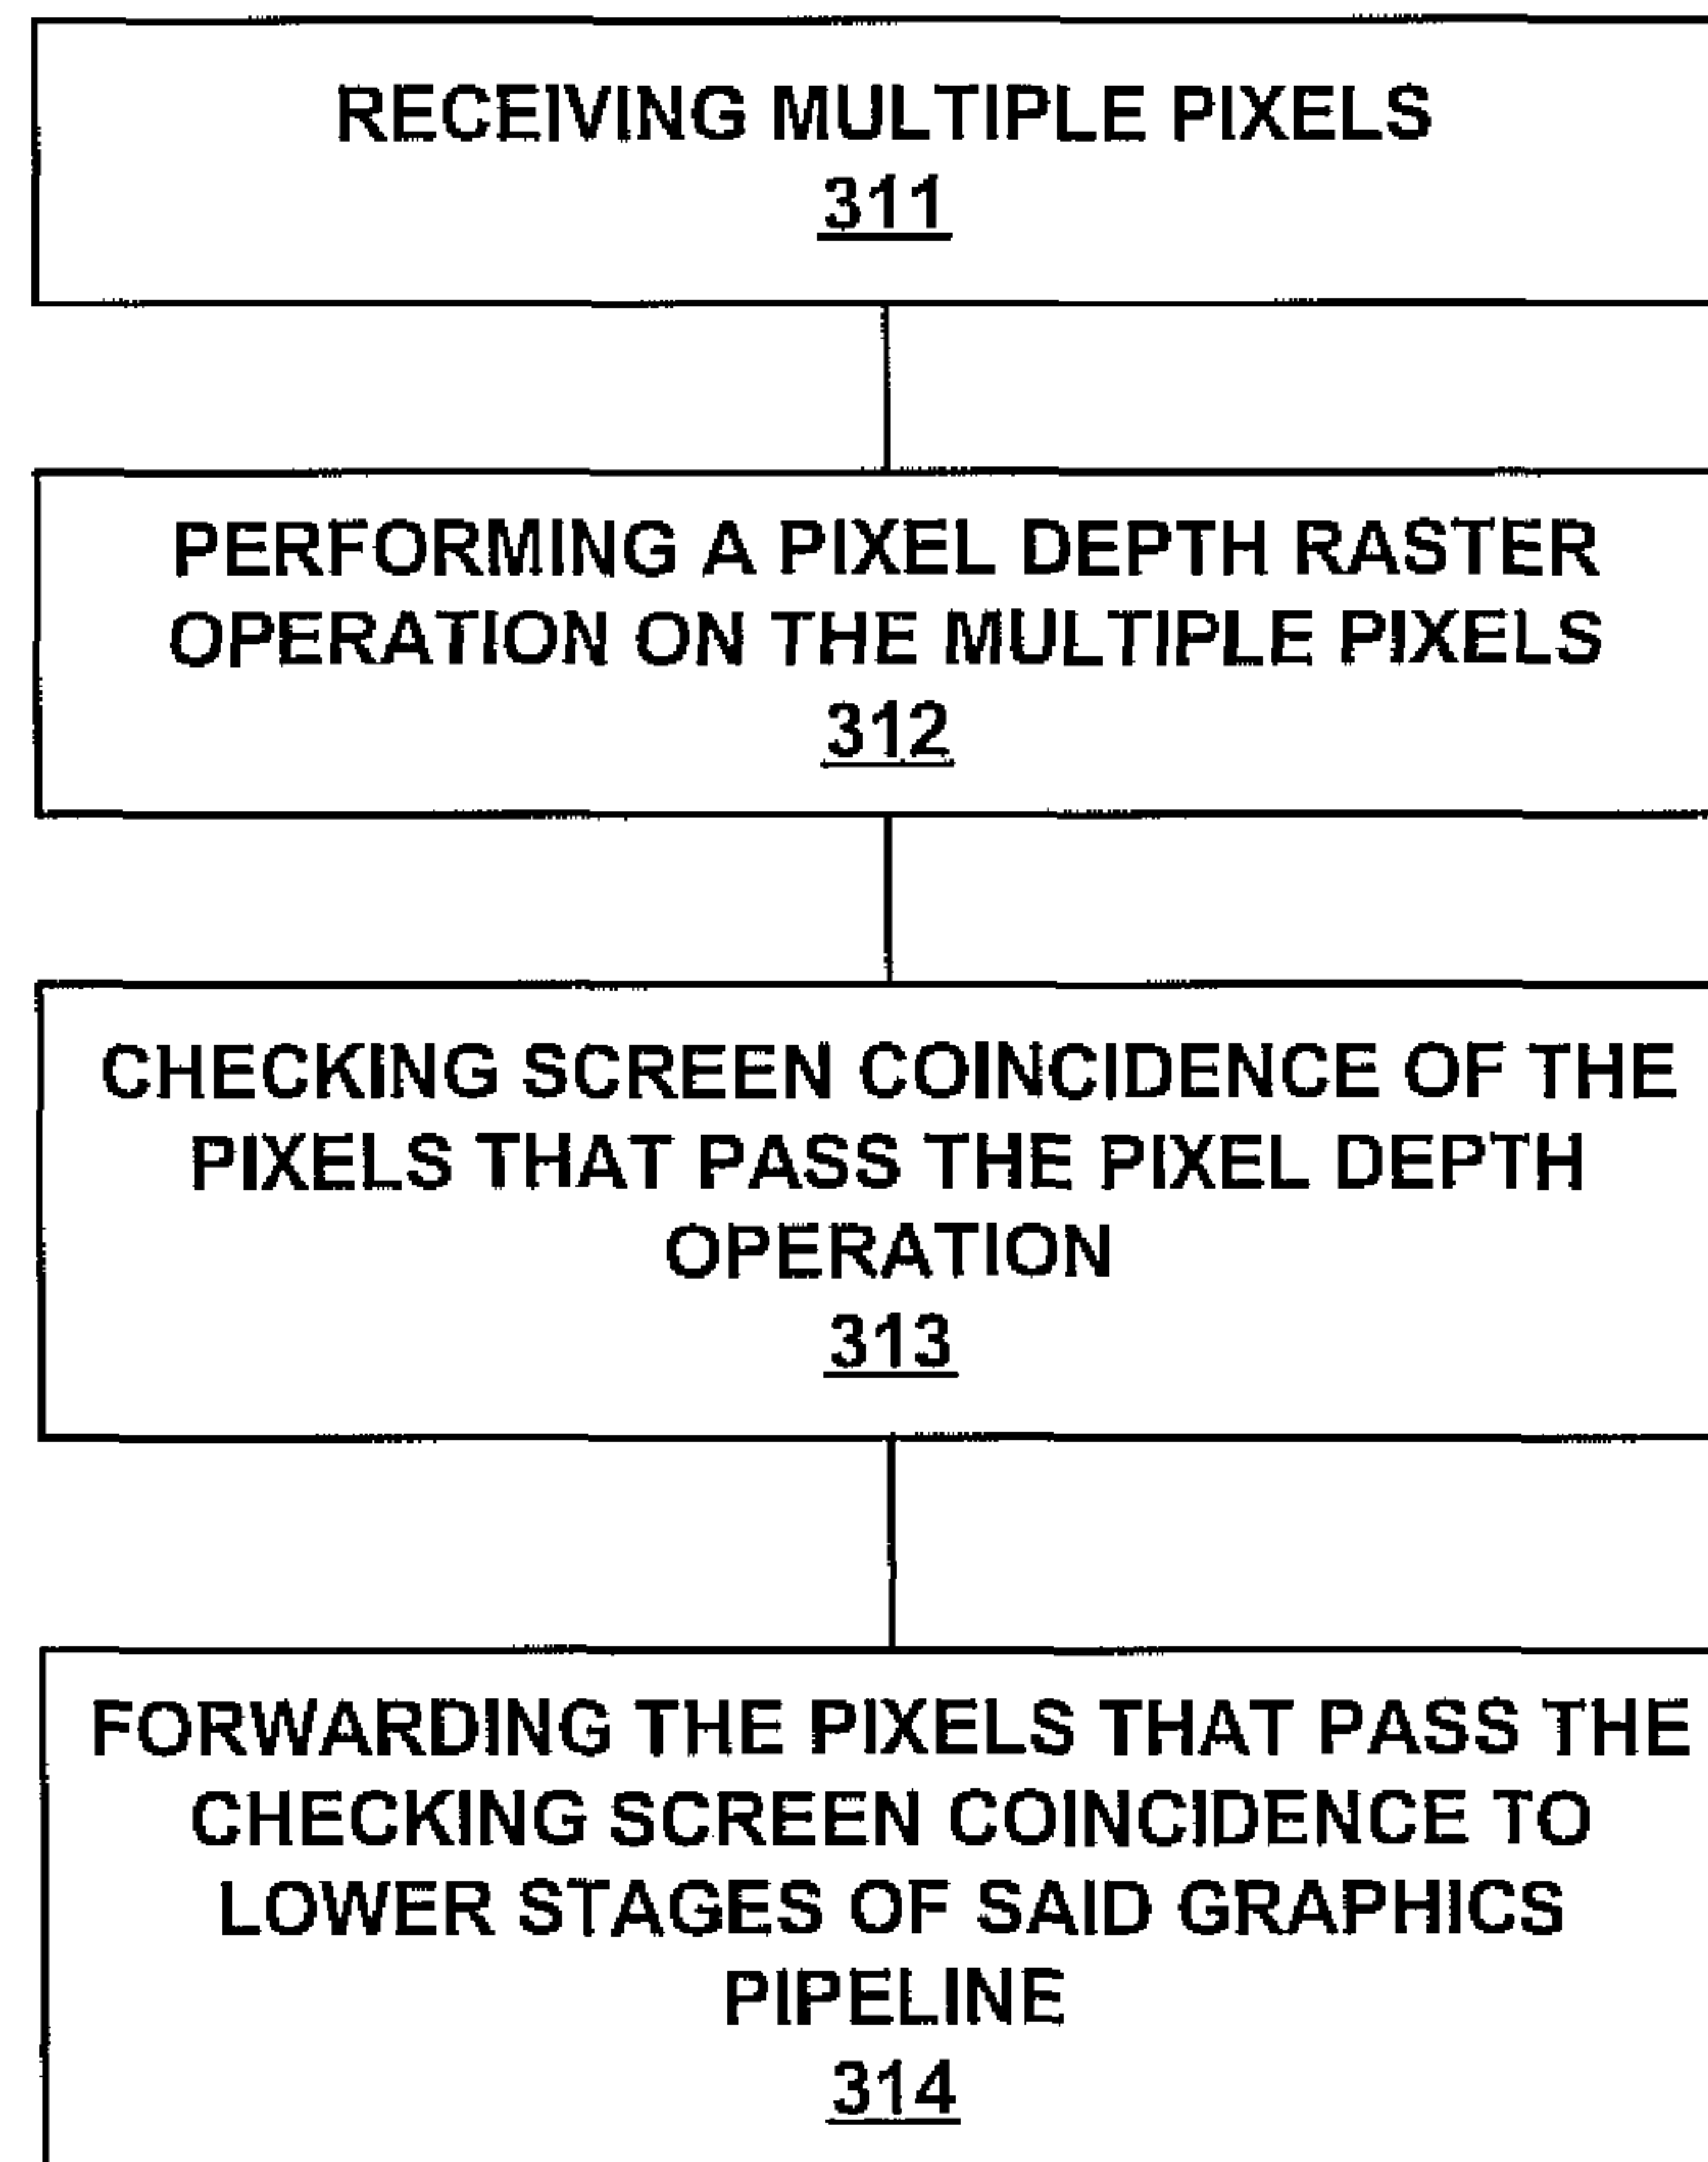 RECEIVING MULTIPLE PIXELS
311
PERFORMING A PIXEL DEPTH RASTER
OPERATION ON THE MULTIPLE PIXELS
312
CHECKING SCREEN COINCIDENCE OF THE
PIXELS THAT PASS THE PIXEL DEPTH
OPERATION
313
FORWARDING THE PIXELS THAT PASS THE
CHECKING SCREEN COINCIDENCE TO
LOWER STAGES OF SAID GRAPHICS
PIPELINE
314